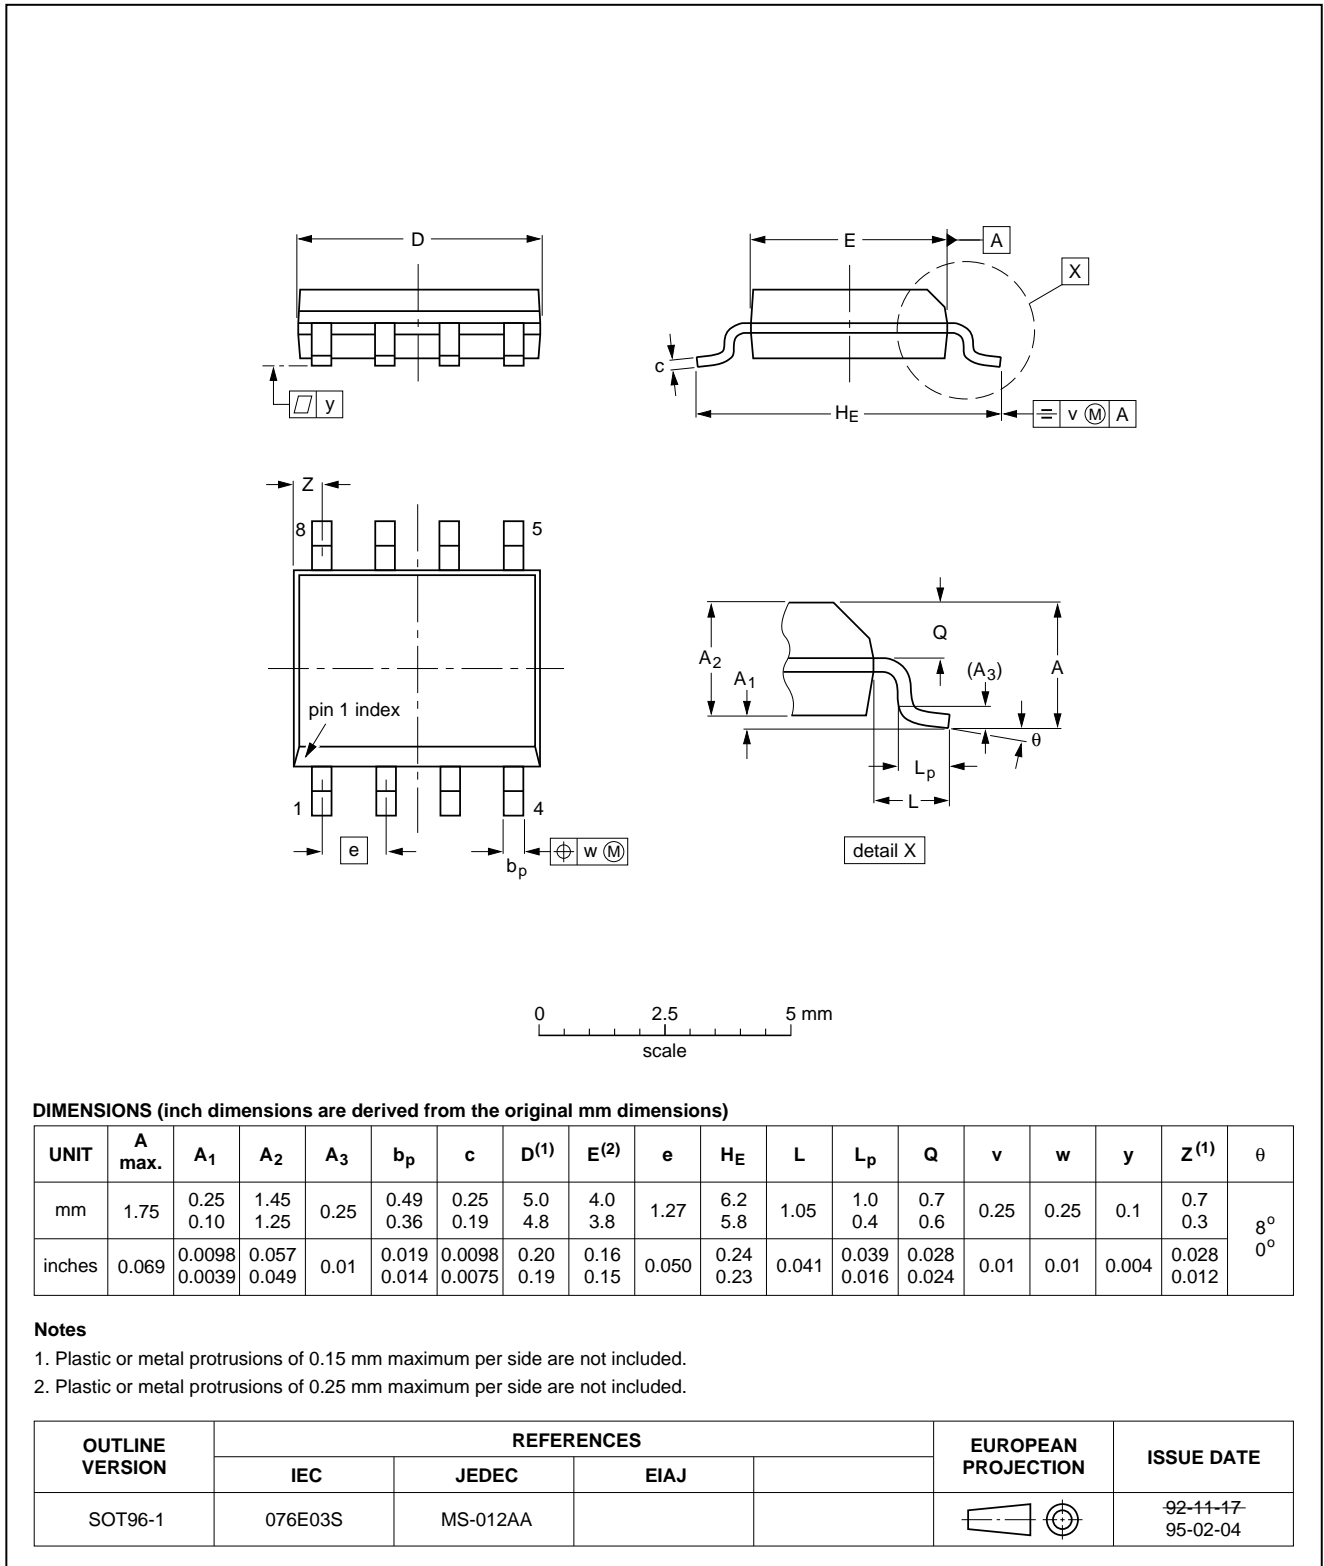 D
E
A
X
c
y
HE
v M A
Z
8
5
pin 1 index
1
4
e
bp
w M
A2
A1
Q
(A3)
A
θ
Lp
L
detail X
0 2.5 5 mm
scale
DIMENSIONS (inch dimensions are derived from the original mm dimensions)
UNIT A max. A1 A2 A3 bp c D(1) E(2) e HE L Lp Q v w y Z(1) θ
mm 1.75 0.25 0.10 1.45 1.25 0.25 0.49 0.36 0.25 0.19 5.0 4.8 4.0 3.8 1.27 6.2 5.8 1.05 1.0 0.4 0.7 0.6 0.25 0.25 0.1 0.7 0.3 8o 0o
inches 0.069 0.0098 0.0039 0.057 0.049 0.01 0.019 0.014 0.0098 0.0075 0.20 0.19 0.16 0.15 0.050 0.24 0.23 0.041 0.039 0.016 0.028 0.024 0.01 0.01 0.004 0.028 0.012
Notes
1. Plastic or metal protrusions of 0.15 mm maximum per side are not included.
2. Plastic or metal protrusions of 0.25 mm maximum per side are not included.
OUTLINE VERSION REFERENCES EUROPEAN PROJECTION ISSUE DATE
IEC JEDEC EIAJ
SOT96-1 076E03S MS-012AA 92-11-17
95-02-04